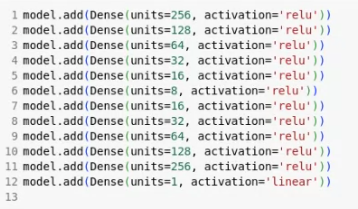 1 model.add(Dense(units=256, activation='relu'))
2 model.add(Dense(units=128, activation='relu'))
3 model.add(Dense(units=64, activation='relu'))
4 model.add(Dense(units=32, activation='relu'))
5 model.add(Dense(units=16, activation='relu'))
6 model.add(Dense(units=8, activation='relu'))
7 model.add(Dense(units=16, activation='relu'))
8 model.add(Dense(units=32, activation='relu'))
9 model.add(Dense(units=64, activation='relu'))
10 model.add(Dense(units=128, activation='relu'))
11 model.add(Dense(units=256, activation='relu'))
12 model.add(Dense(units=1, activation='linear'))
13